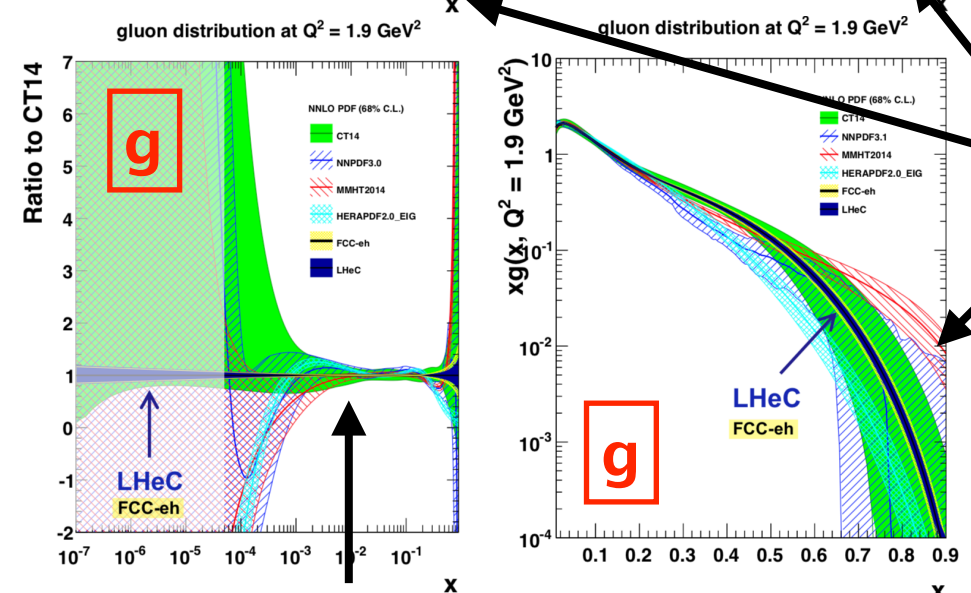 x
gluon distribution at Q² = 1.9 GeV²
Ratio to CT14
7
6
5
4
3
2
1
0
-1
-2
g
NNLO PDF (68% C.L.)
CT14
NNPDF3.0
MMHT2014
HERAPDF2.0_EIG
FCC-eh
LHeC
LHeC
FCC-eh
10⁻⁷ 10⁻⁶ 10⁻⁵ 10⁻⁴ 10⁻³ 10⁻² 10⁻¹
x
gluon distribution at Q² = 1.9 GeV²
xg(x, Q² = 1.9 GeV²)
10
1
10⁻¹
10⁻²
10⁻³
10⁻⁴
NNLO PDF (68% C.L.)
CT14
NNPDF3.1
MMHT2014
HERAPDF2.0_EIG
FCC-eh
LHeC
LHeC
FCC-eh
g
0.1 0.2 0.3 0.4 0.5 0.6 0.7 0.8 0.9
x